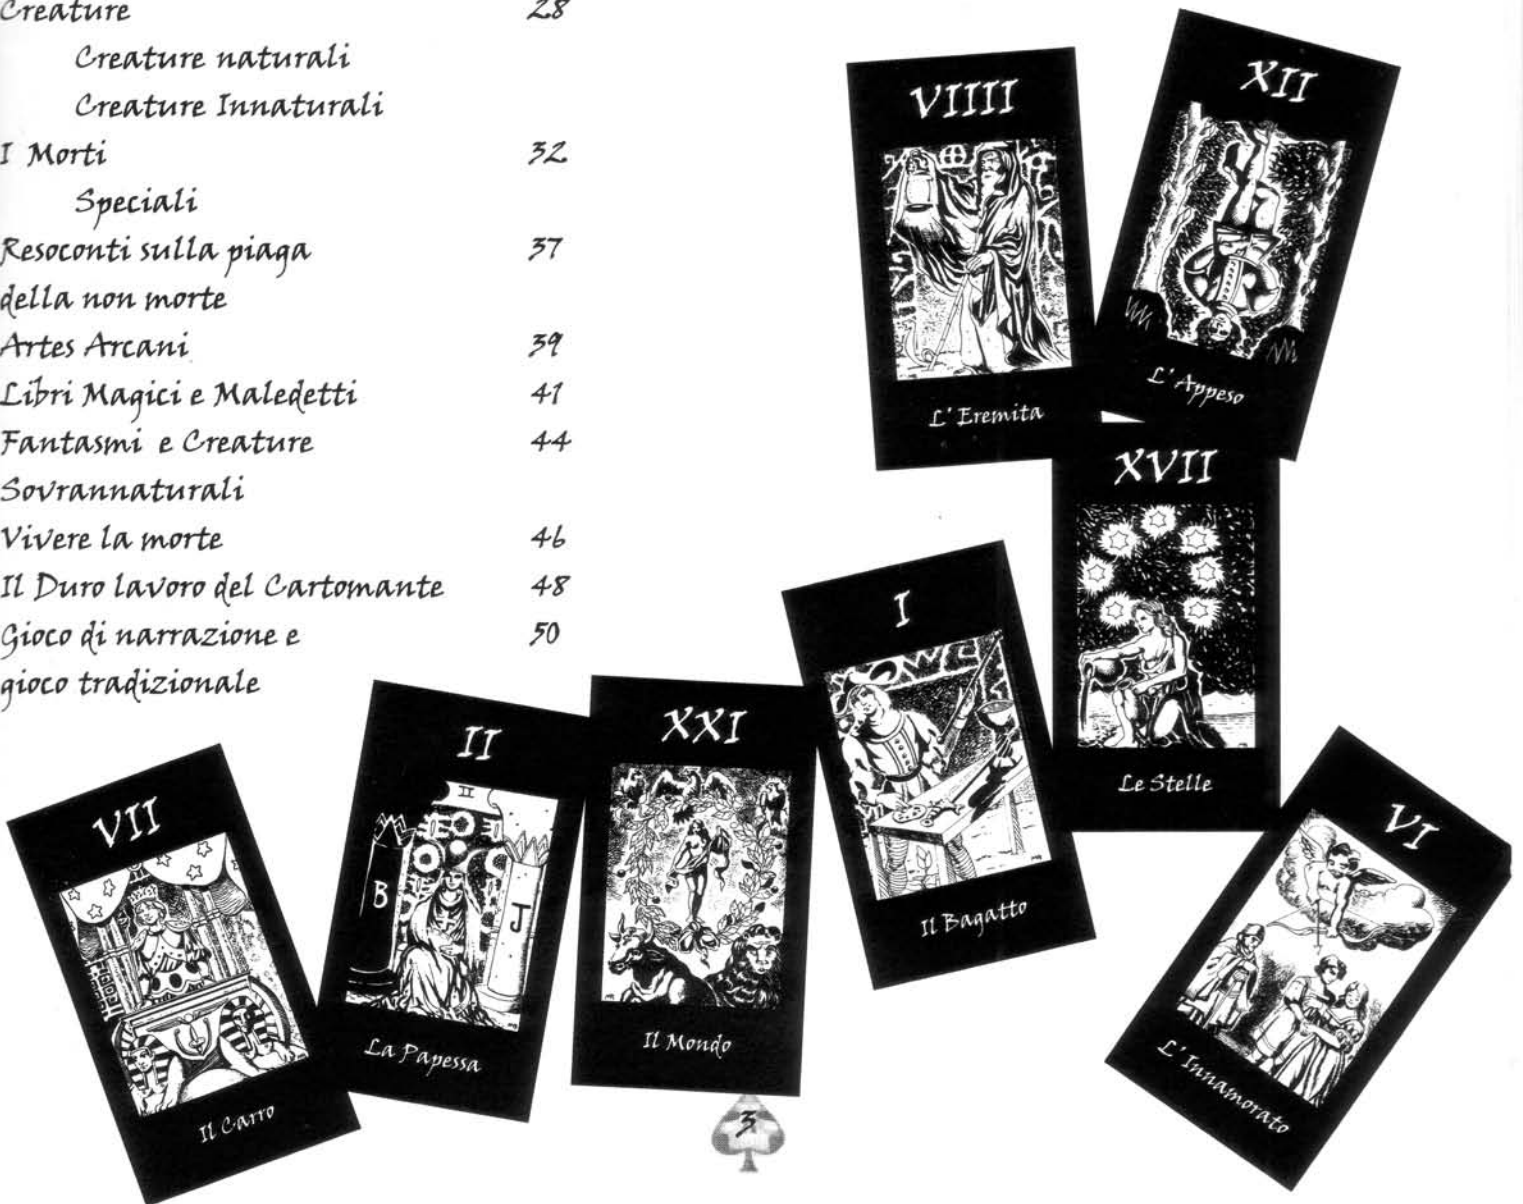 Creature 28
Creature naturali
Creature Innaturali
I Morti 32
Speciali
Resoconti sulla piaga 37
della non morte
Artes Arcani 39
Libri Magici e Maledetti 41
Fantasmi e Creature 44
Sovrannaturali
Vivere la morte 46
Il Duro lavoro del Cartomante 48
Gioco di narrazione e 50
gioco tradizionale
VIIII
L'Eremita
XII
L'Appeso
XVII
Le Stelle
I
Il Bagatto
VI
L'Innamorato
XXI
Il Mondo
II
II
B
J
La Papessa
VII
Il Carro
3